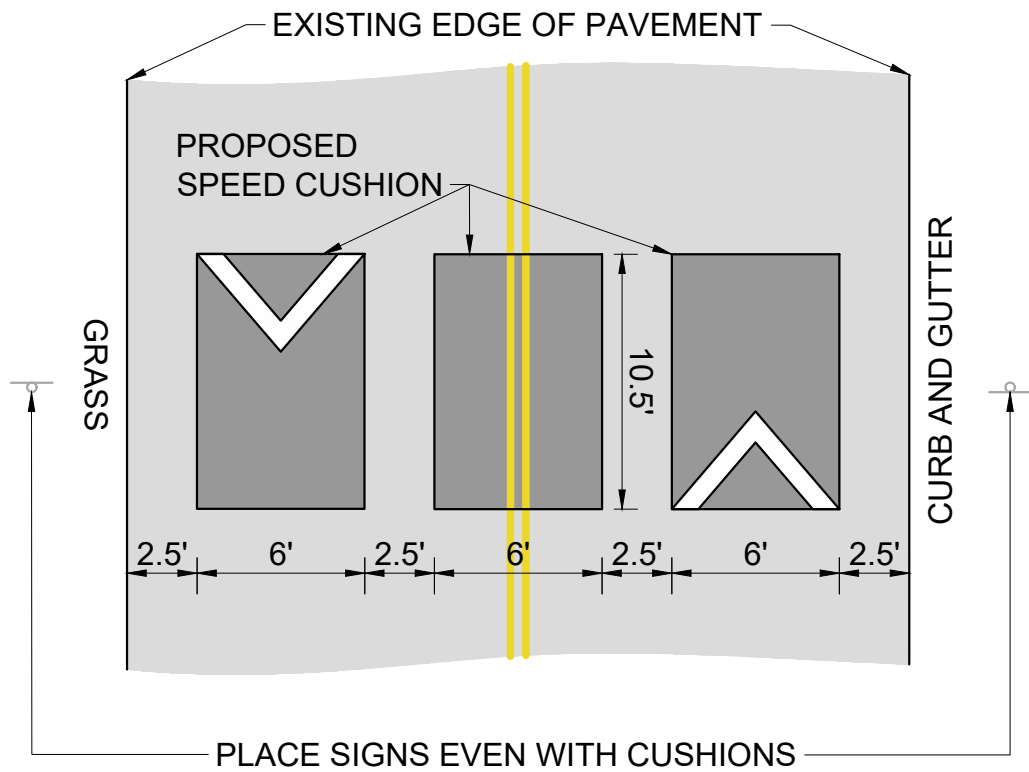 EXISTING EDGE OF PAVEMENT
PROPOSED
SPEED CUSHION
GRASS
10.5'
CURB AND GUTTER
2.5'
6'
2.5'
6'
2.5'
6'
2.5'
PLACE SIGNS EVEN WITH CUSHIONS